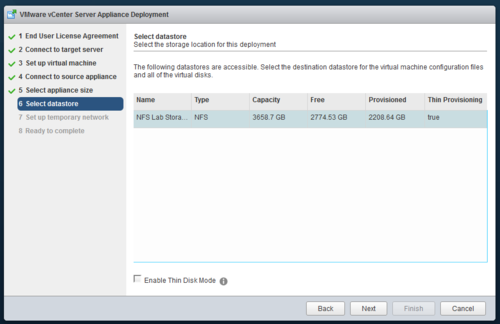 VMware vCenter Server Appliance Deployment
1 End User License Agreement
2 Connect to target server
3 Set up virtual machine
4 Connect to source appliance
5 Select appliance size
6 Select datastore
7 Set up temporary network
8 Ready to complete
Select datastore
Select the storage location for this deployment
The following datastores are accessible. Select the destination datastore for the virtual machine configuration files
and all of the virtual disks.
Name Type Capacity Free Provisioned Thin Provisioning
NFS Lab Stora... NFS 3658.7 GB 2774.53 GB 2208.64 GB true
Enable Thin Disk Mode
Back Next Finish Cancel